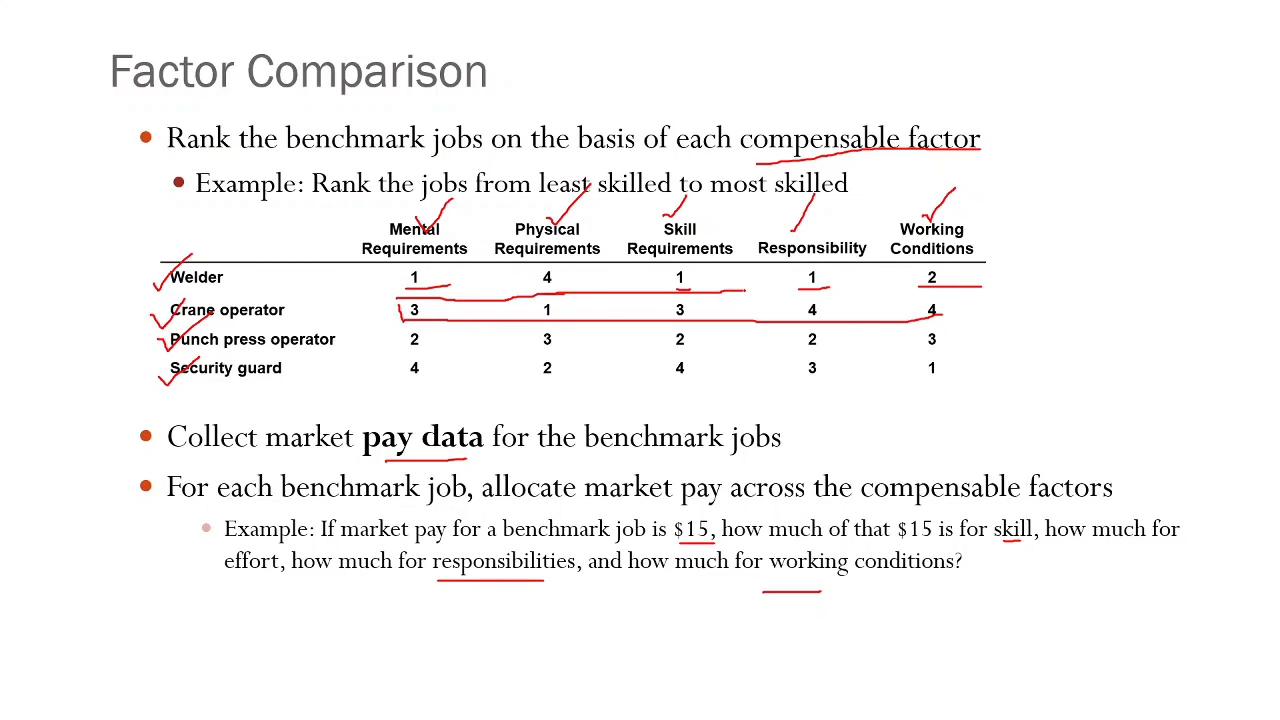 Factor Comparison
• Rank the benchmark jobs on the basis of each compensable factor
• Example: Rank the jobs from least skilled to most skilled
Mental Requirements Physical Requirements Skill Requirements Responsibility Working Conditions
Welder 1 4 1 1 2
Crane operator 3 1 3 4 4
Punch press operator 2 3 2 2 3
Security guard 4 2 4 3 1
• Collect market pay data for the benchmark jobs
• For each benchmark job, allocate market pay across the compensable factors
• Example: If market pay for a benchmark job is $15, how much of that $15 is for skill, how much for
effort, how much for responsibilities, and how much for working conditions?